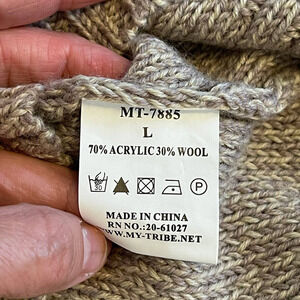 MT-7885
L
70% ACRYLIC 30% WOOL
MADE IN CHINA
RN NO.:20-61027
WWW.MY-TRIBE.NET